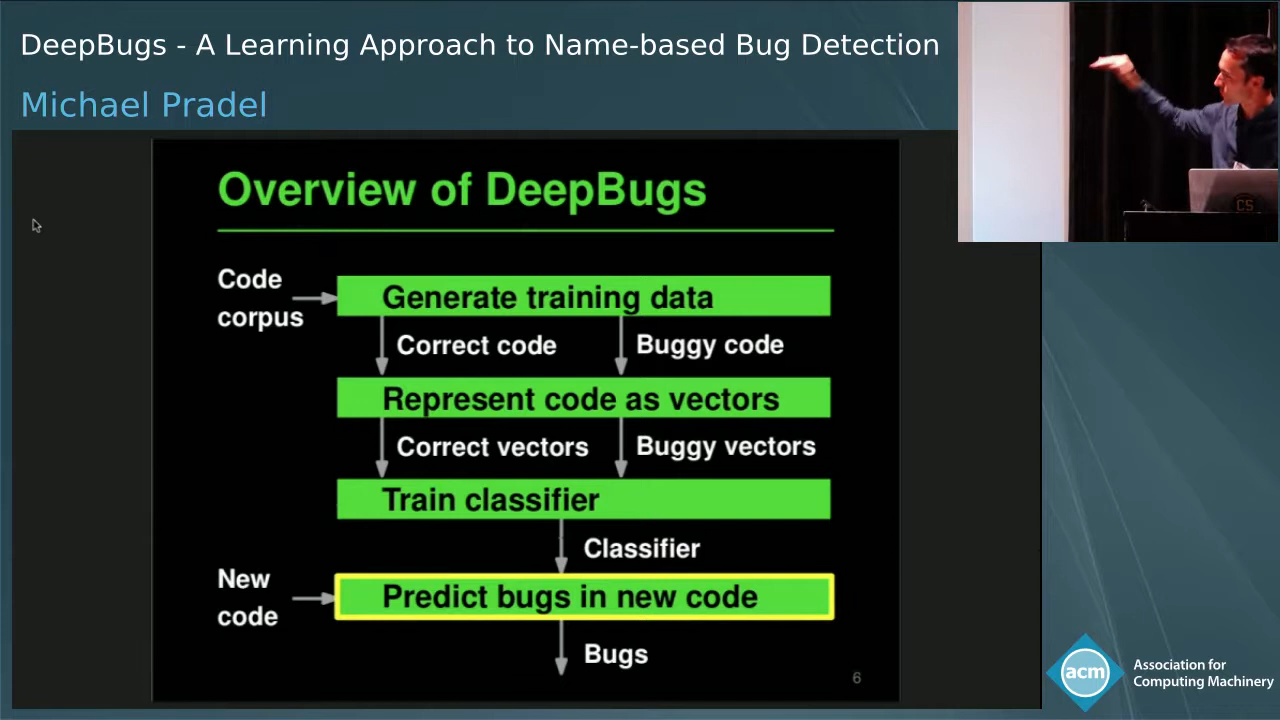 DeepBugs - A Learning Approach to Name-based Bug Detection
Michael Pradel
Overview of DeepBugs
Code
corpus
Generate training data
Correct code
Buggy code
Represent code as vectors
Correct vectors
Buggy vectors
Train classifier
Classifier
New
code
Predict bugs in new code
Bugs
6
CS
acm
Association for
Computing Machinery